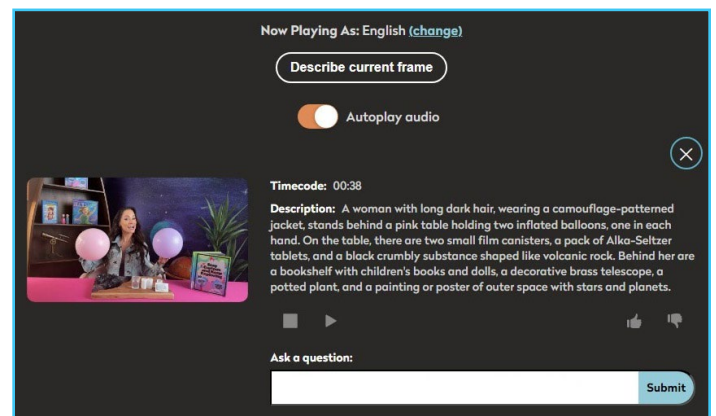 Now Playing As: English (change)
Describe current frame
Autoplay audio
Timecode: 00:38
Description: A woman with long dark hair, wearing a camouflage-patterned
jacket, stands behind a pink table holding two inflated balloons, one in each
hand. On the table, there are two small film canisters, a pack of Alka-Seltzer
tablets, and a black crumbly substance shaped like volcanic rock. Behind her are
a bookshelf with children's books and dolls, a decorative brass telescope, a
potted plant, and a painting or poster of outer space with stars and planets.
Ask a question:
Submit